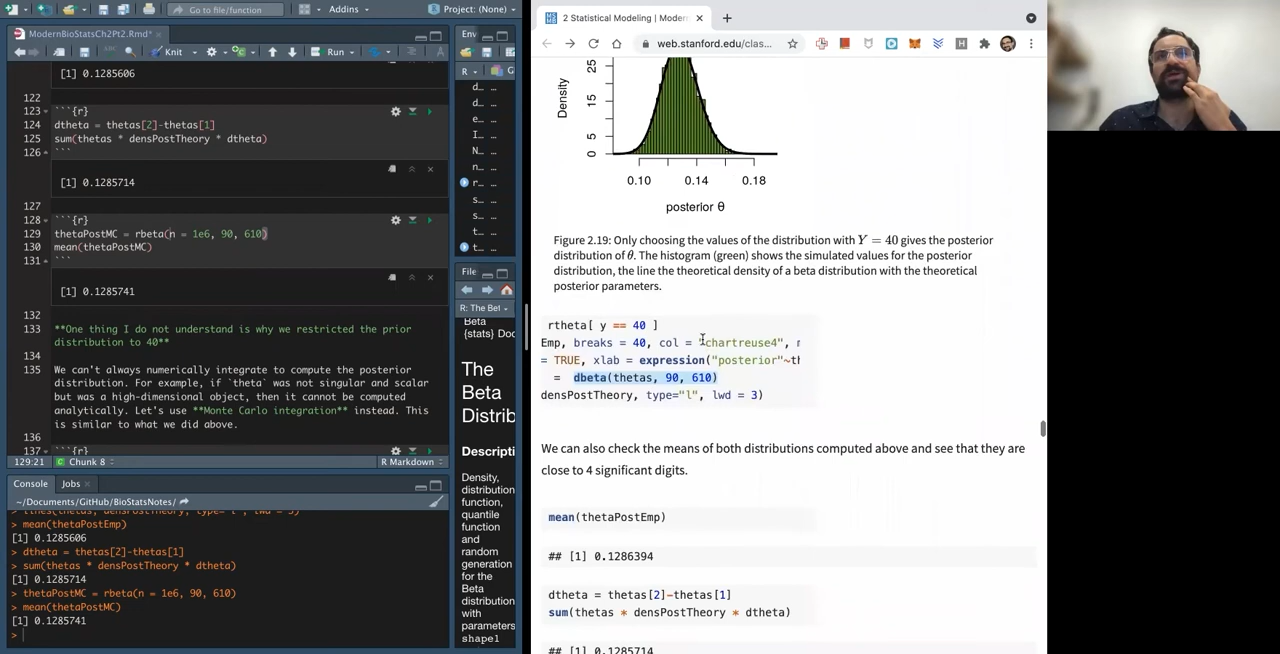 Go to file/function
Addins
Project: (None)
ModernBioStatsCh2Pt2.Rmd*
Knit
Run
[1] 0.1285606
122
123 ```{r}
124 dtheta = thetas[2]-thetas[1]
125 sum(thetas * densPostTheory * dtheta)
126 ```
[1] 0.1285714
127
128 ```{r}
129 thetaPostMC = rbeta(n = 1e6, 90, 610)
130 mean(thetaPostMC)
131 ```
[1] 0.1285741
132
133 **One thing I do not understand is why we restricted the prior
distribution to 40**
134
135 We can't always numerically integrate to compute the posterior
distribution. For example, if `theta` was not singular and scalar
but was a high-dimensional object, then it cannot be computed
analytically. Let's use **Monte Carlo integration** instead. This
is similar to what we did above.
136
137 ```{r}
129:21 Chunk 8 R Markdown
Console Jobs
~/Documents/GitHub/BioStatsNotes/
> mean(thetaPostEmp)
[1] 0.1285606
> dtheta = thetas[2]-thetas[1]
> sum(thetas * densPostTheory * dtheta)
[1] 0.1285714
> thetaPostMC = rbeta(n = 1e6, 90, 610)
> mean(thetaPostMC)
[1] 0.1285741
>
Env
R
d… …
d… …
e… …
I… …
N… …
n… …
r… …
s… …
s… …
t… …
t… …
File
R: The Bet
Beta
{stats} Doc
The
Beta
Distrib
Descripti
Density,
distribution
function,
quantile
function
and
random
generation
for the
Beta
distribution
with
parameters
shape1
2 Statistical Modeling | Modern
web.stanford.edu/clas…
Density
25
15
5
0
0.10 0.14 0.18
posterior θ
Figure 2.19: Only choosing the values of the distribution with Y = 40 gives the posterior
distribution of θ. The histogram (green) shows the simulated values for the posterior
distribution, the line the theoretical density of a beta distribution with the theoretical
posterior parameters.
rtheta[ y == 40 ]
Emp, breaks = 40, col = "chartreuse4",
= TRUE, xlab = expression("posterior"~th
= dbeta(thetas, 90, 610)
densPostTheory, type="l", lwd = 3)
We can also check the means of both distributions computed above and see that they are
close to 4 significant digits.
mean(thetaPostEmp)
## [1] 0.1286394
dtheta = thetas[2]-thetas[1]
sum(thetas * densPostTheory * dtheta)
## [1] 0.1285714